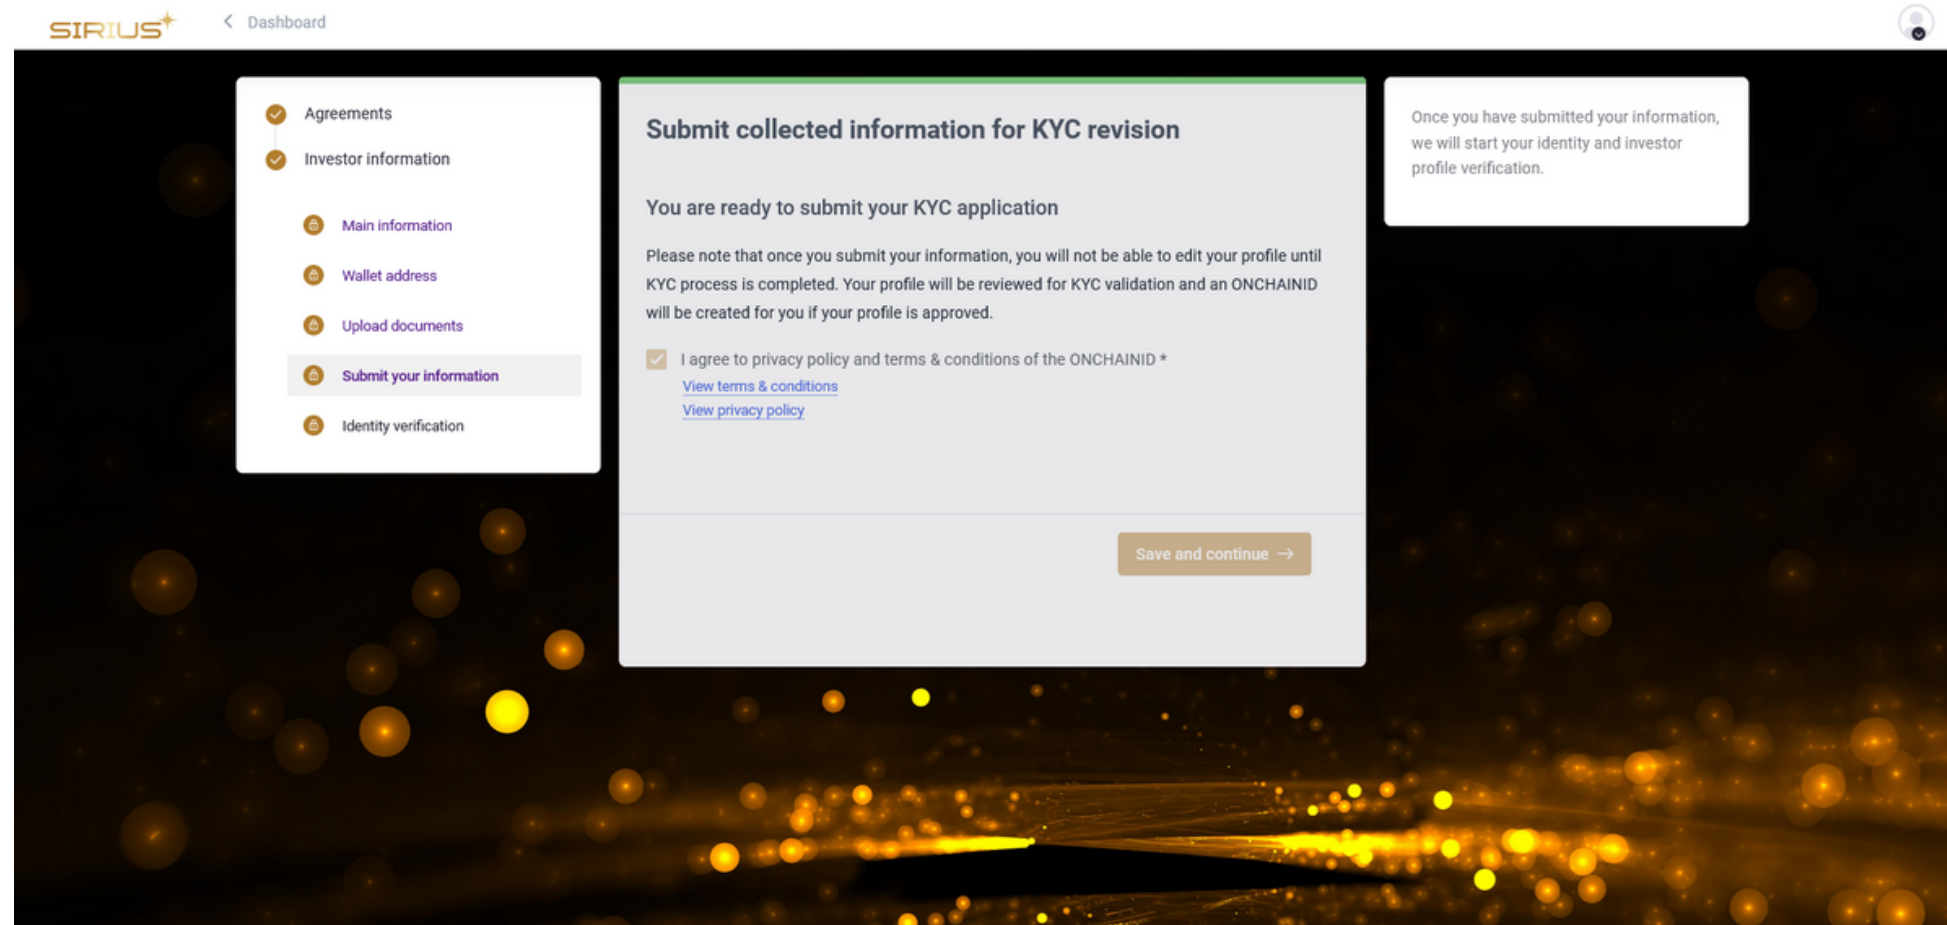 SIRIUS
Dashboard
Agreements
Investor information
Main information
Wallet address
Upload documents
Submit your information
Identity verification
Submit collected information for KYC revision
You are ready to submit your KYC application
Please note that once you submit your information, you will not be able to edit your profile until
KYC process is completed. Your profile will be reviewed for KYC validation and an ONCHAINID
will be created for you if your profile is approved.
I agree to privacy policy and terms & conditions of the ONCHAINID *
View terms & conditions
View privacy policy
Save and continue →
Once you have submitted your information,
we will start your identity and investor
profile verification.